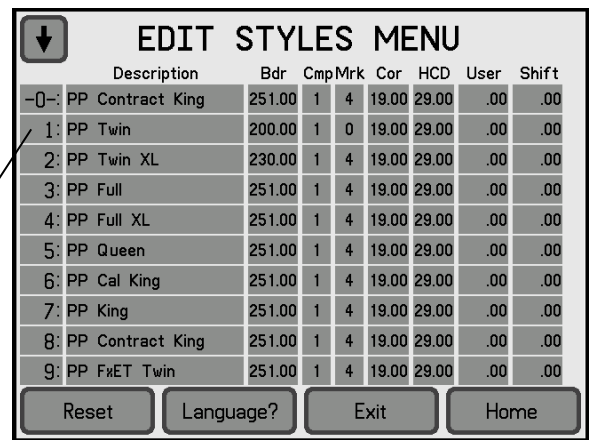 EDIT STYLES MENU
Description Bdr Cmp Mrk Cor HCD User Shift
-0-: PP Contract King 251.00 1 4 19.00 29.00 .00 .00
1: PP Twin 200.00 1 0 19.00 29.00 .00 .00
2: PP Twin XL 230.00 1 4 19.00 29.00 .00 .00
3: PP Full 251.00 1 4 19.00 29.00 .00 .00
4: PP Full XL 251.00 1 4 19.00 29.00 .00 .00
5: PP Queen 251.00 1 4 19.00 29.00 .00 .00
6: PP Cal King 251.00 1 4 19.00 29.00 .00 .00
7: PP King 251.00 1 4 19.00 29.00 .00 .00
8: PP Contract King 251.00 1 4 19.00 29.00 .00 .00
9: PP FxET Twin 251.00 1 4 19.00 29.00 .00 .00
Reset Language? Exit Home